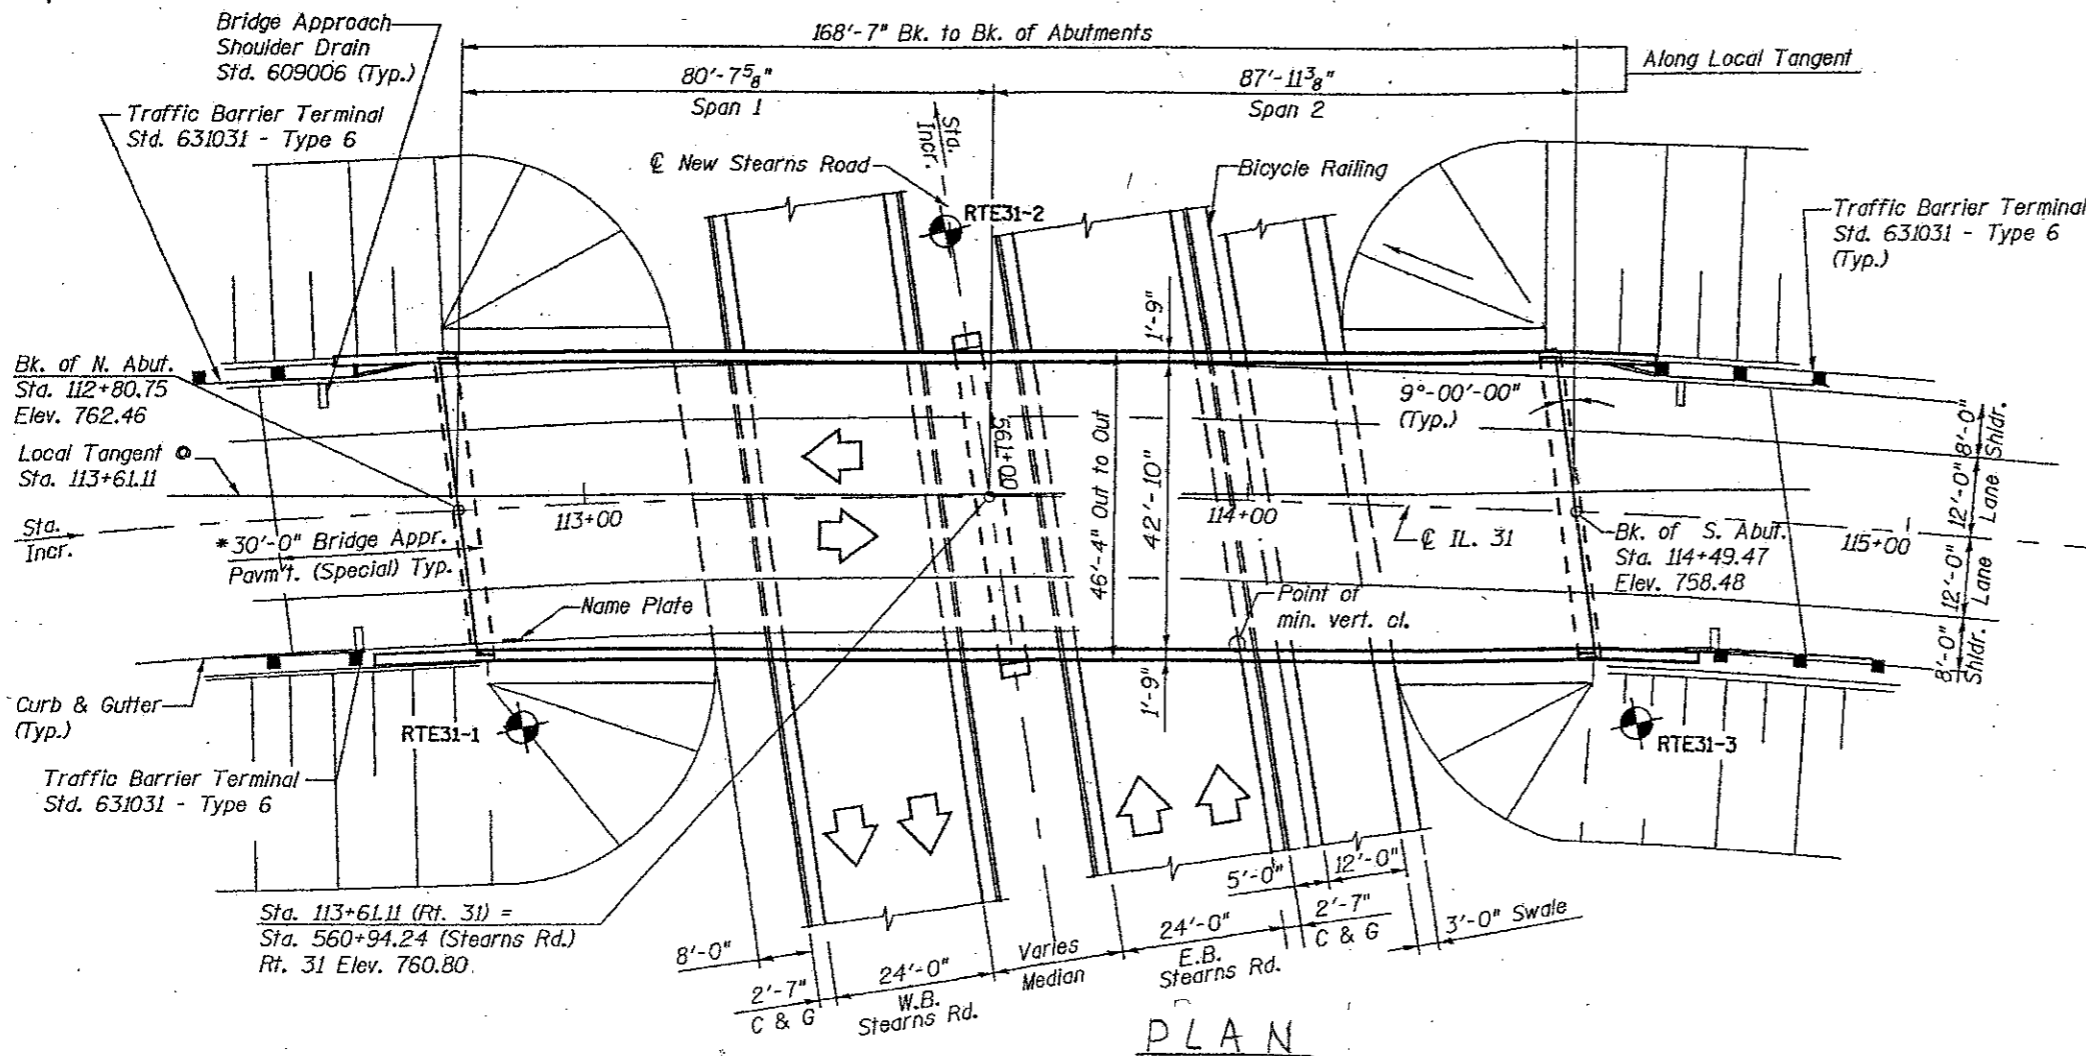 Bridge Approach
Shoulder Drain
Std. 609006 (Typ.)
168'-7" Bk. to Bk. of Abutments
Along Local Tangent
80'-7 5/8"
Span 1
87'-11 3/8"
Span 2
Traffic Barrier Terminal
Std. 631031 - Type 6
Sta.
Incr.
℄ New Stearns Road
RTE31-2
Bicycle Railing
Traffic Barrier Terminal
Std. 631031 - Type 6
(Typ.)
1'-9"
Bk. of N. Abut.
Sta. 112+80.75
Elev. 762.46
9°-00'-00"
(Typ.)
Local Tangent @
Sta. 113+61.11
561+00
46'-4" Out to Out
42'-10"
8'-0"
Shldr.
12'-0"
Lane
12'-0"
Lane
8'-0"
Shldr.
Sta.
Incr.
113+00
114+00
℄ IL. 31
115+00
*30'-0" Bridge Appr.
Pavm't. (Special) Typ.
Bk. of S. Abut.
Sta. 114+49.47
Elev. 758.48
Name Plate
Point of
min. vert. cl.
1'-9"
Curb & Gutter
(Typ.)
RTE31-1
RTE31-3
Traffic Barrier Terminal
Std. 631031 - Type 6
Sta. 113+61.11 (Rt. 31) =
Sta. 560+94.24 (Stearns Rd.)
Rt. 31 Elev. 760.80
8'-0"
2'-7"
C & G
24'-0"
W.B.
Stearns Rd.
Varies
Median
24'-0"
E.B.
Stearns Rd.
5'-0"
12'-0"
2'-7"
C & G
3'-0" Swale
PLAN